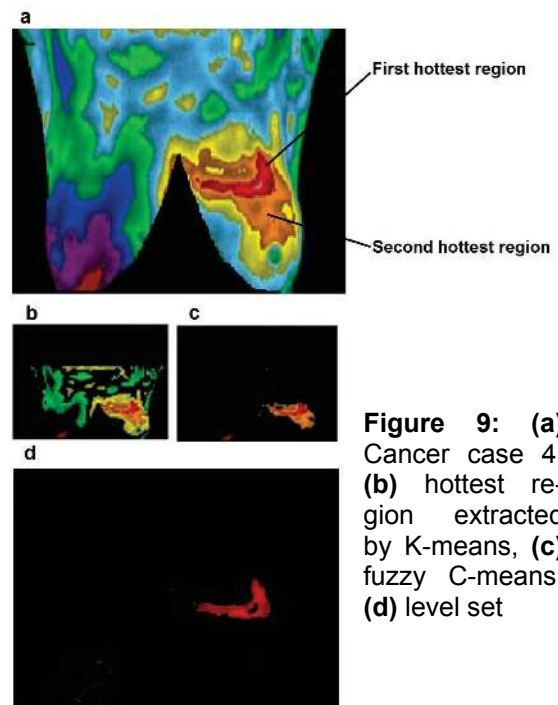 a
First hottest region
Second hottest region
b
c
d
Figure 9: (a)
Cancer case 4
(b) hottest re-
gion extracted
by K-means, (c)
fuzzy C-means
(d) level set